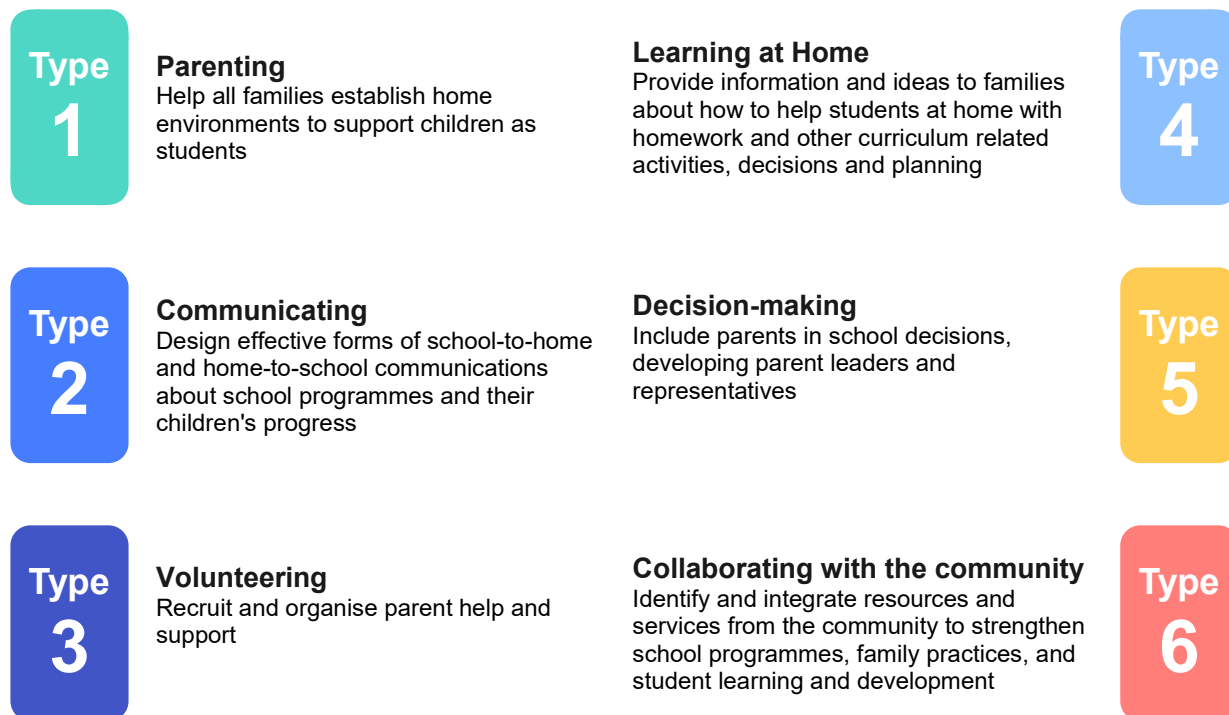 Type
1
Parenting
Help all families establish home
environments to support children as
students
Type
2
Communicating
Design effective forms of school-to-home
and home-to-school communications
about school programmes and their
children's progress
Type
3
Volunteering
Recruit and organise parent help and
support
Learning at Home
Provide information and ideas to families
about how to help students at home with
homework and other curriculum related
activities, decisions and planning
Type
4
Decision-making
Include parents in school decisions,
developing parent leaders and
representatives
Type
5
Collaborating with the community
Identify and integrate resources and
services from the community to strengthen
school programmes, family practices, and
student learning and development
Type
6